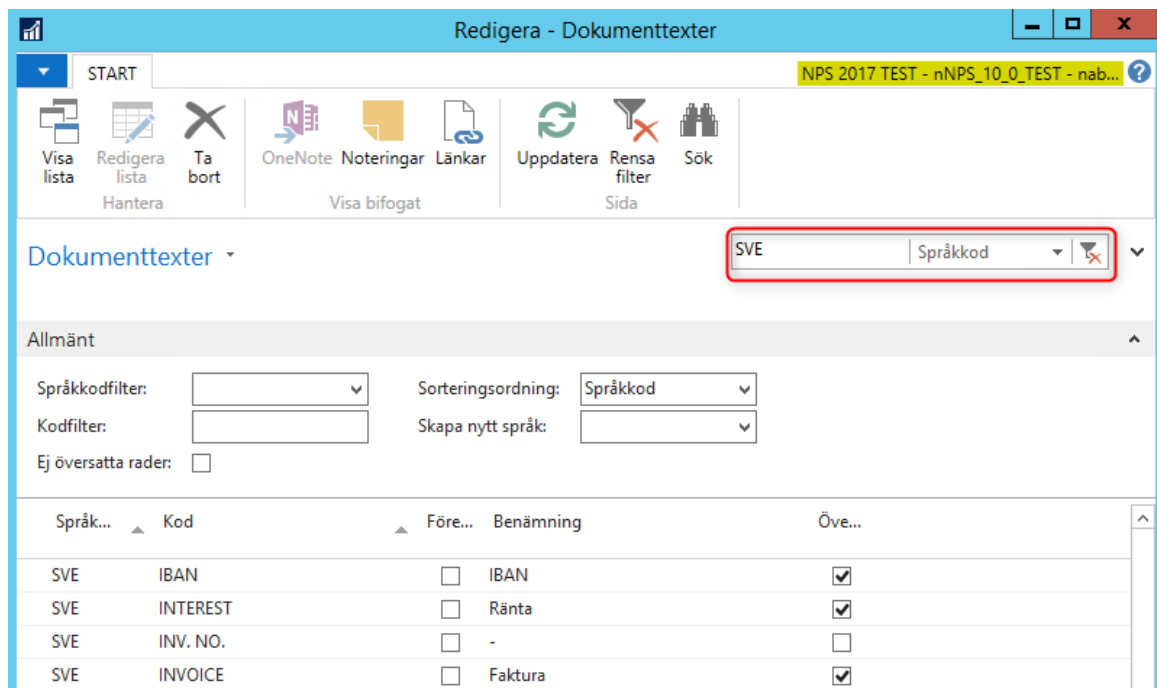 Redigera - Dokumenttexter
START
NPS 2017 TEST - nNPS_10_0_TEST - nab...
Visa lista
Redigera lista
Ta bort
OneNote
Noteringar
Länkar
Uppdatera
Rensa filter
Sök
Hantera
Visa bifogat
Sida
Dokumenttexter
SVE Språkkod
Allmänt
Språkkodfilter: Sorteringsordning: Språkkod
Kodfilter: Skapa nytt språk:
Ej översatta rader:
Språk... Kod Före... Benämning Öve...
SVE IBAN IBAN
SVE INTEREST Ränta
SVE INV. NO. -
SVE INVOICE Faktura